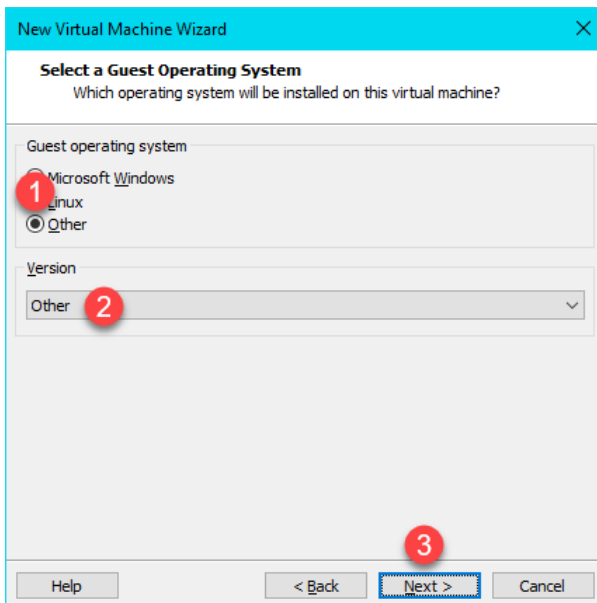 New Virtual Machine Wizard
Select a Guest Operating System
Which operating system will be installed on this virtual machine?
Guest operating system
Microsoft Windows
1
Linux
Other
Version
Other 2
3
Help < Back Next > Cancel